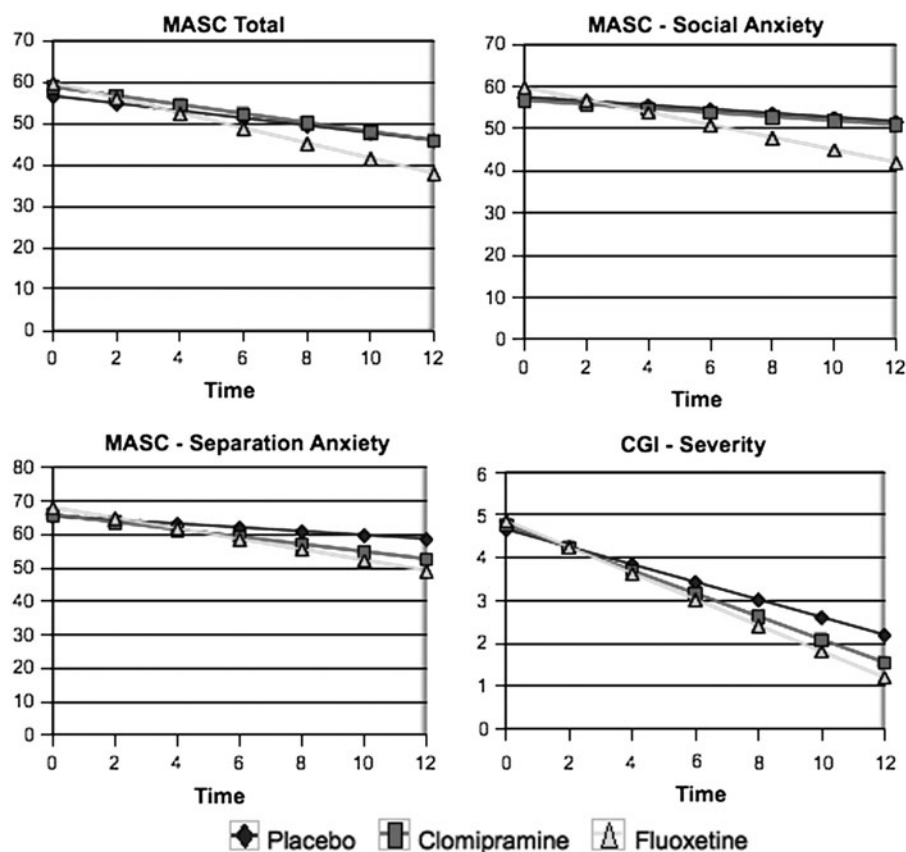 MASC Total
70
60
50
40
30
20
10
0
0 2 4 6 8 10 12
Time
MASC - Social Anxiety
70
60
50
40
30
20
10
0
0 2 4 6 8 10 12
Time
MASC - Separation Anxiety
80
70
60
50
40
30
20
10
0
0 2 4 6 8 10 12
Time
CGI - Severity
6
5
4
3
2
1
0
0 2 4 6 8 10 12
Time
Placebo Clomipramine Fluoxetine